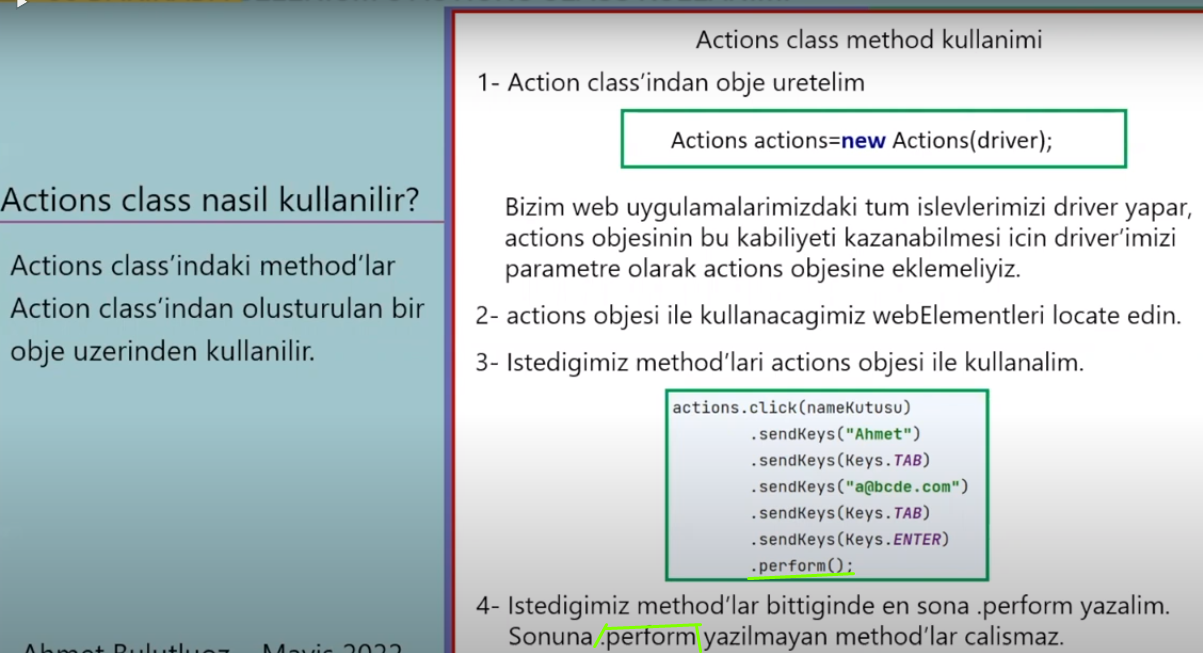 Actions class nasil kullanilir?
Actions class'indaki method'lar
Action class'indan olusturulan bir
obje uzerinden kullanilir.
Actions class method kullanimi
1- Action class'indan obje uretelim
Actions actions=new Actions(driver);
Bizim web uygulamalarimizdaki tum islevlerimizi driver yapar,
actions objesinin bu kabiliyeti kazanabilmesi icin driver'imizi
parametre olarak actions objesine eklemeliyiz.
2- actions objesi ile kullanacagimiz webElementleri locate edin.
3- Istedigimiz method'lari actions objesi ile kullanalim.
actions.click(nameKutusu)
.sendKeys("Ahmet")
.sendKeys(Keys.TAB)
.sendKeys("a@bcde.com")
.sendKeys(Keys.TAB)
.sendKeys(Keys.ENTER)
.perform();
4- Istedigimiz method'lar bittiginde en sona .perform yazalim.
Sonuna .perform yazilmayan method'lar calismaz.